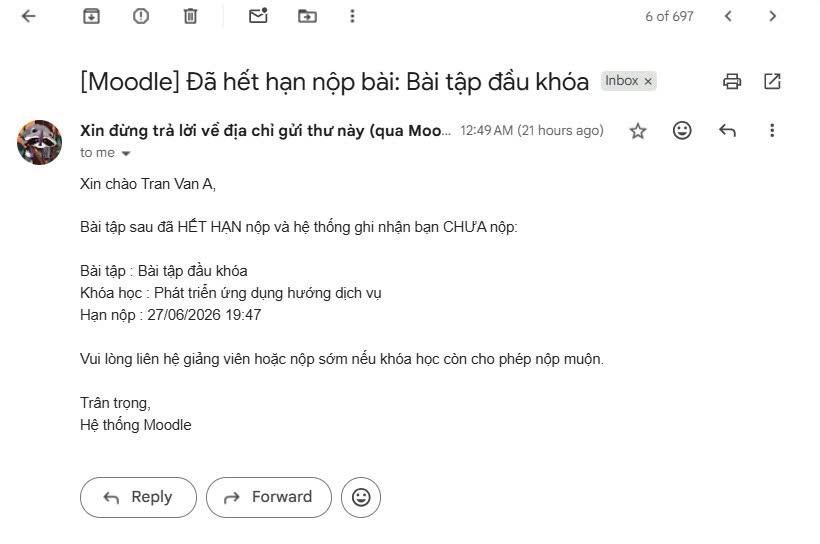 6 of 697
[Moodle] Đã hết hạn nộp bài: Bài tập đầu khóa Inbox ×
Xin đừng trả lời về địa chỉ gửi thư này (qua Moo... 12:49 AM (21 hours ago)
to me
Xin chào Tran Van A,
Bài tập sau đã HẾT HẠN nộp và hệ thống ghi nhận bạn CHƯA nộp:
Bài tập : Bài tập đầu khóa
Khóa học : Phát triển ứng dụng hướng dịch vụ
Hạn nộp : 27/06/2026 19:47
Vui lòng liên hệ giảng viên hoặc nộp sớm nếu khóa học còn cho phép nộp muộn.
Trân trọng,
Hệ thống Moodle
Reply Forward